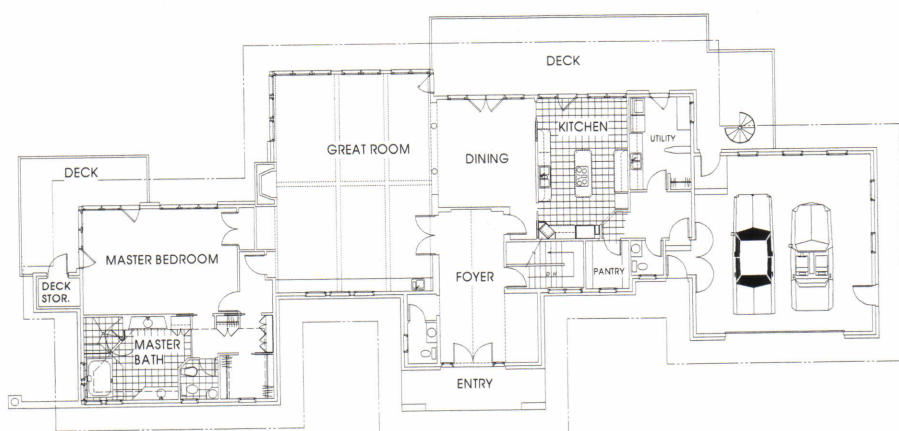 DECK
KITCHEN
UTILITY
GREAT ROOM
DINING
DECK
MASTER BEDROOM
DECK
STOR.
FOYER
PANTRY
MASTER
BATH
ENTRY